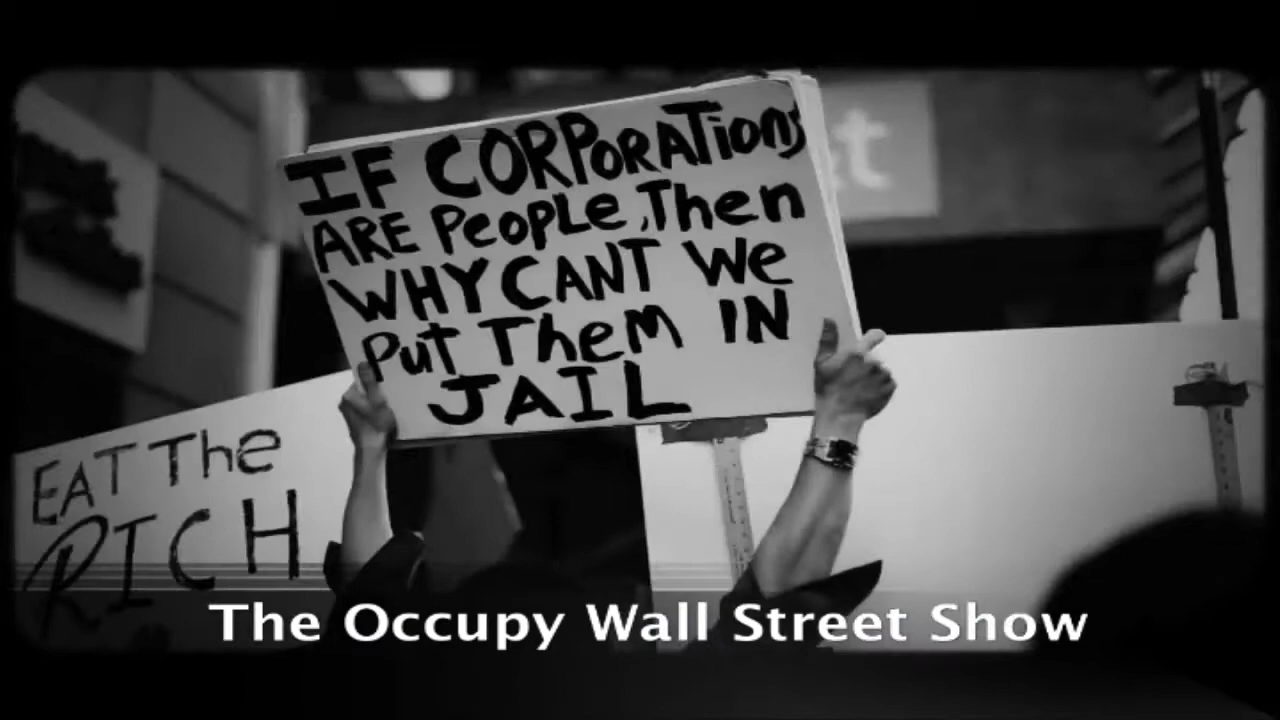 IF CORPORATIONS
ARE PEOPLE, THEN
WHY CANT WE
PUT THEM IN
JAIL
EAT THE
RICH
The Occupy Wall Street Show